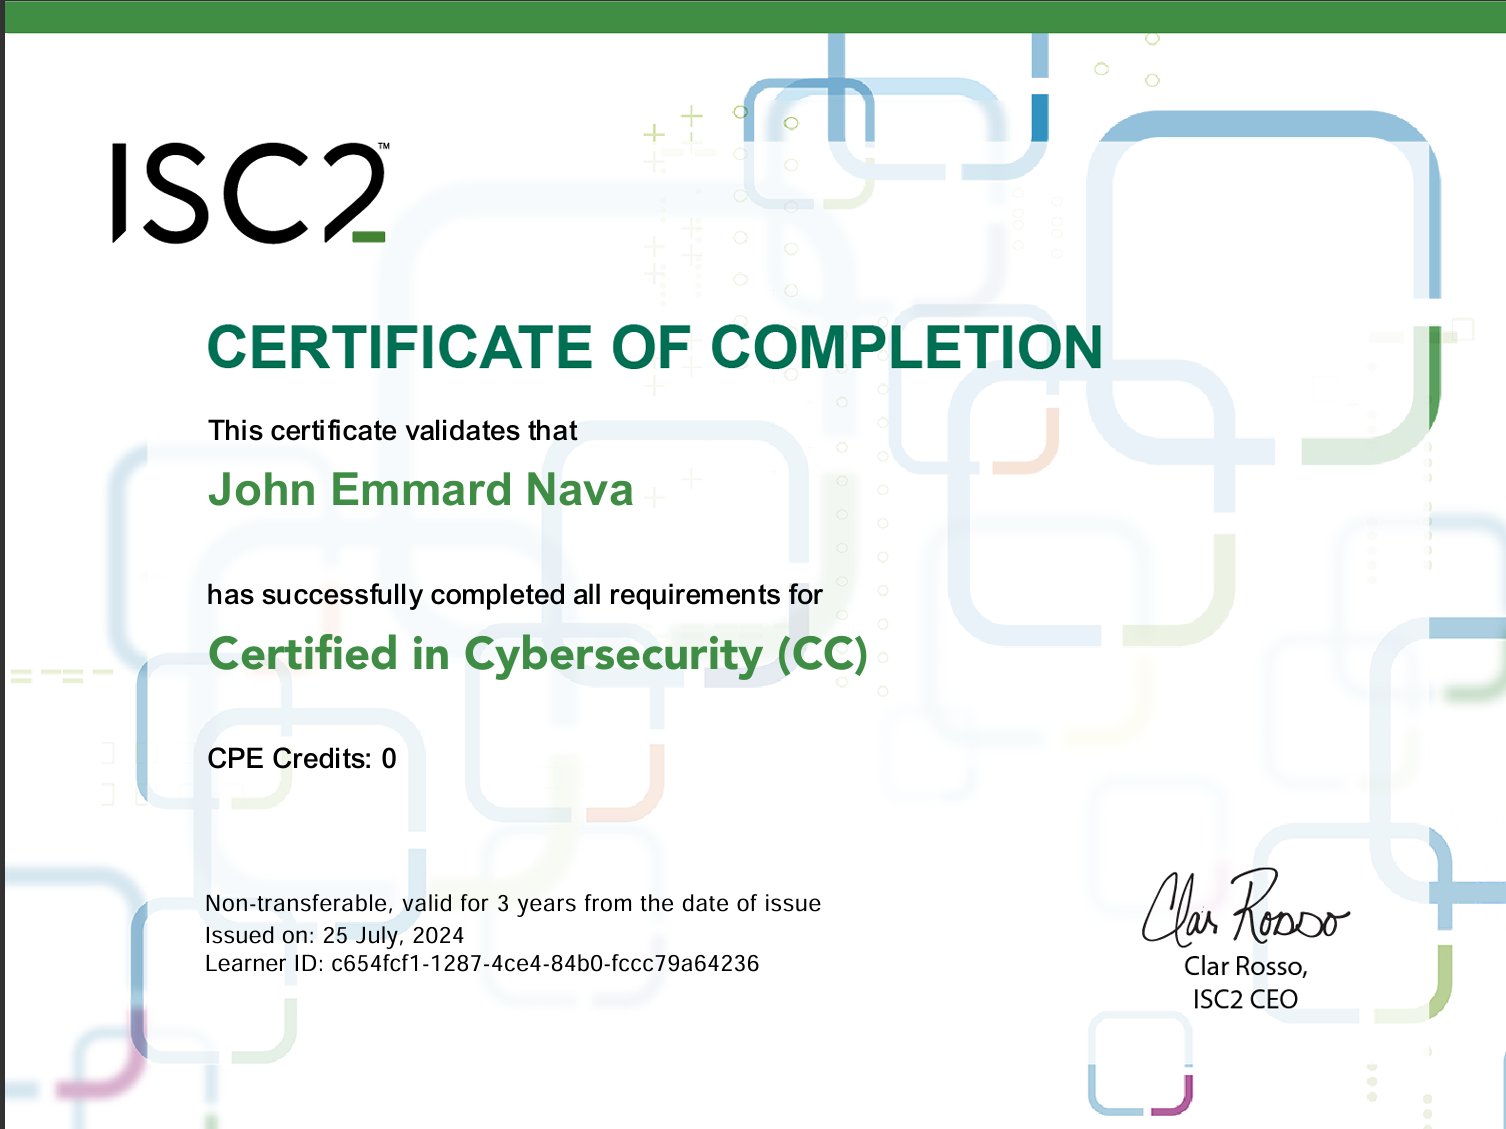 ISC2™
CERTIFICATE OF COMPLETION
This certificate validates that
John Emmard Nava
has successfully completed all requirements for
Certified in Cybersecurity (CC)
CPE Credits: 0
Non-transferable, valid for 3 years from the date of issue
Issued on: 25 July, 2024
Learner ID: c654fcf1-1287-4ce4-84b0-fccc79a64236
Clar Rosso
Clar Rosso,
ISC2 CEO